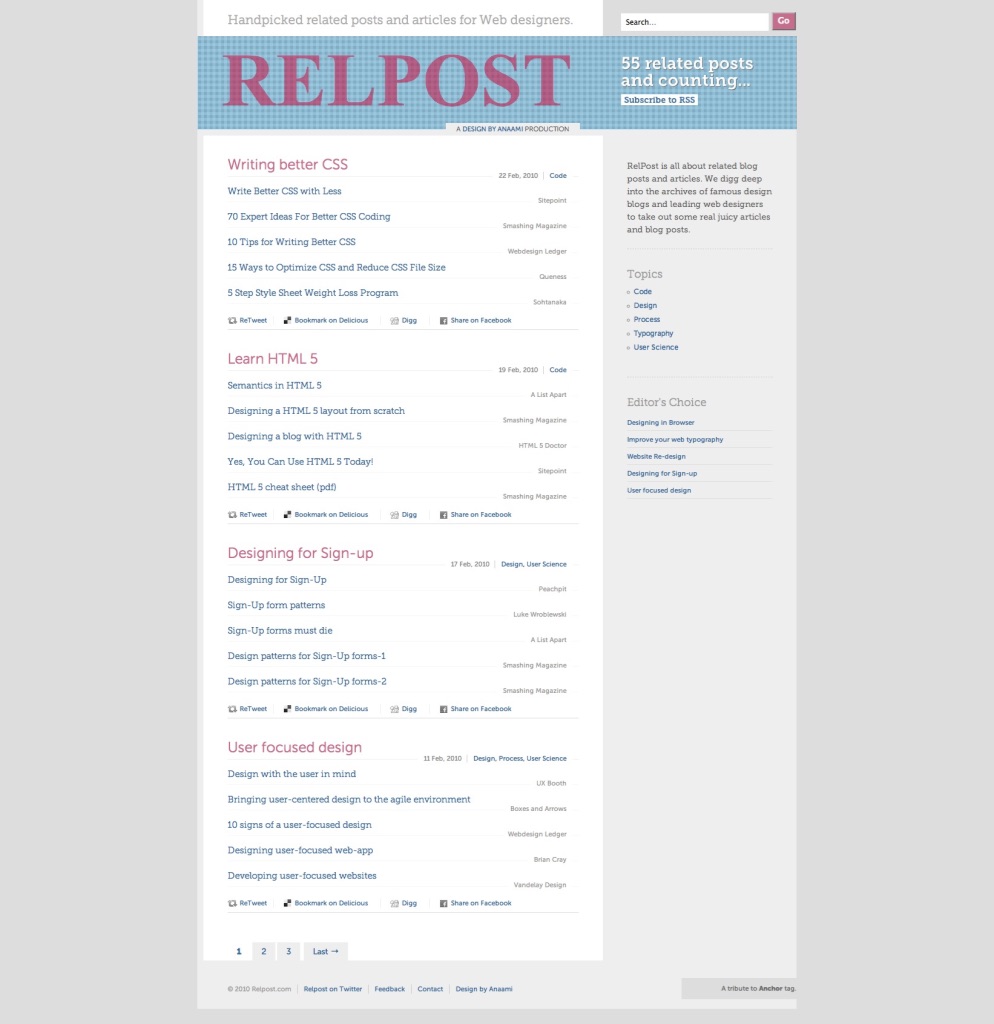 Handpicked related posts and articles for Web designers.
Search...
Go
RELPOST
55 related posts
and counting...
Subscribe to RSS
A DESIGN BY ANAAMI PRODUCTION
Writing better CSS
22 Feb, 2010 | Code
Write Better CSS with Less
Sitepoint
70 Expert Ideas For Better CSS Coding
Smashing Magazine
10 Tips for Writing Better CSS
Webdesign Ledger
15 Ways to Optimize CSS and Reduce CSS File Size
Queness
5 Step Style Sheet Weight Loss Program
Sohtanaka
ReTweet
Bookmark on Delicious
Digg
Share on Facebook
Learn HTML 5
19 Feb, 2010 | Code
Semantics in HTML 5
A List Apart
Designing a HTML 5 layout from scratch
Smashing Magazine
Designing a blog with HTML 5
HTML 5 Doctor
Yes, You Can Use HTML 5 Today!
Sitepoint
HTML 5 cheat sheet (pdf)
Smashing Magazine
ReTweet
Bookmark on Delicious
Digg
Share on Facebook
Designing for Sign-up
17 Feb, 2010 | Design, User Science
Designing for Sign-Up
Peachpit
Sign-Up form patterns
Luke Wroblewski
Sign-Up forms must die
A List Apart
Design patterns for Sign-Up forms-1
Smashing Magazine
Design patterns for Sign-Up forms-2
Smashing Magazine
ReTweet
Bookmark on Delicious
Digg
Share on Facebook
User focused design
11 Feb, 2010 | Design, Process, User Science
Design with the user in mind
UX Booth
Bringing user-centered design to the agile environment
Boxes and Arrows
10 signs of a user-focused design
Webdesign Ledger
Designing user-focused web-app
Brian Cray
Developing user-focused websites
Vandelay Design
ReTweet
Bookmark on Delicious
Digg
Share on Facebook
1 2 3 Last →
RelPost is all about related blog
posts and articles. We digg deep
into the archives of famous design
blogs and leading web designers
to take out some real juicy articles
and blog posts.
Topics
Code
Design
Process
Typography
User Science
Editor's Choice
Designing in Browser
Improve your web typography
Website Re-design
Designing for Sign-up
User focused design
© 2010 Relpost.com | Relpost on Twitter | Feedback | Contact | Design by Anaami
A tribute to Anchor tag.